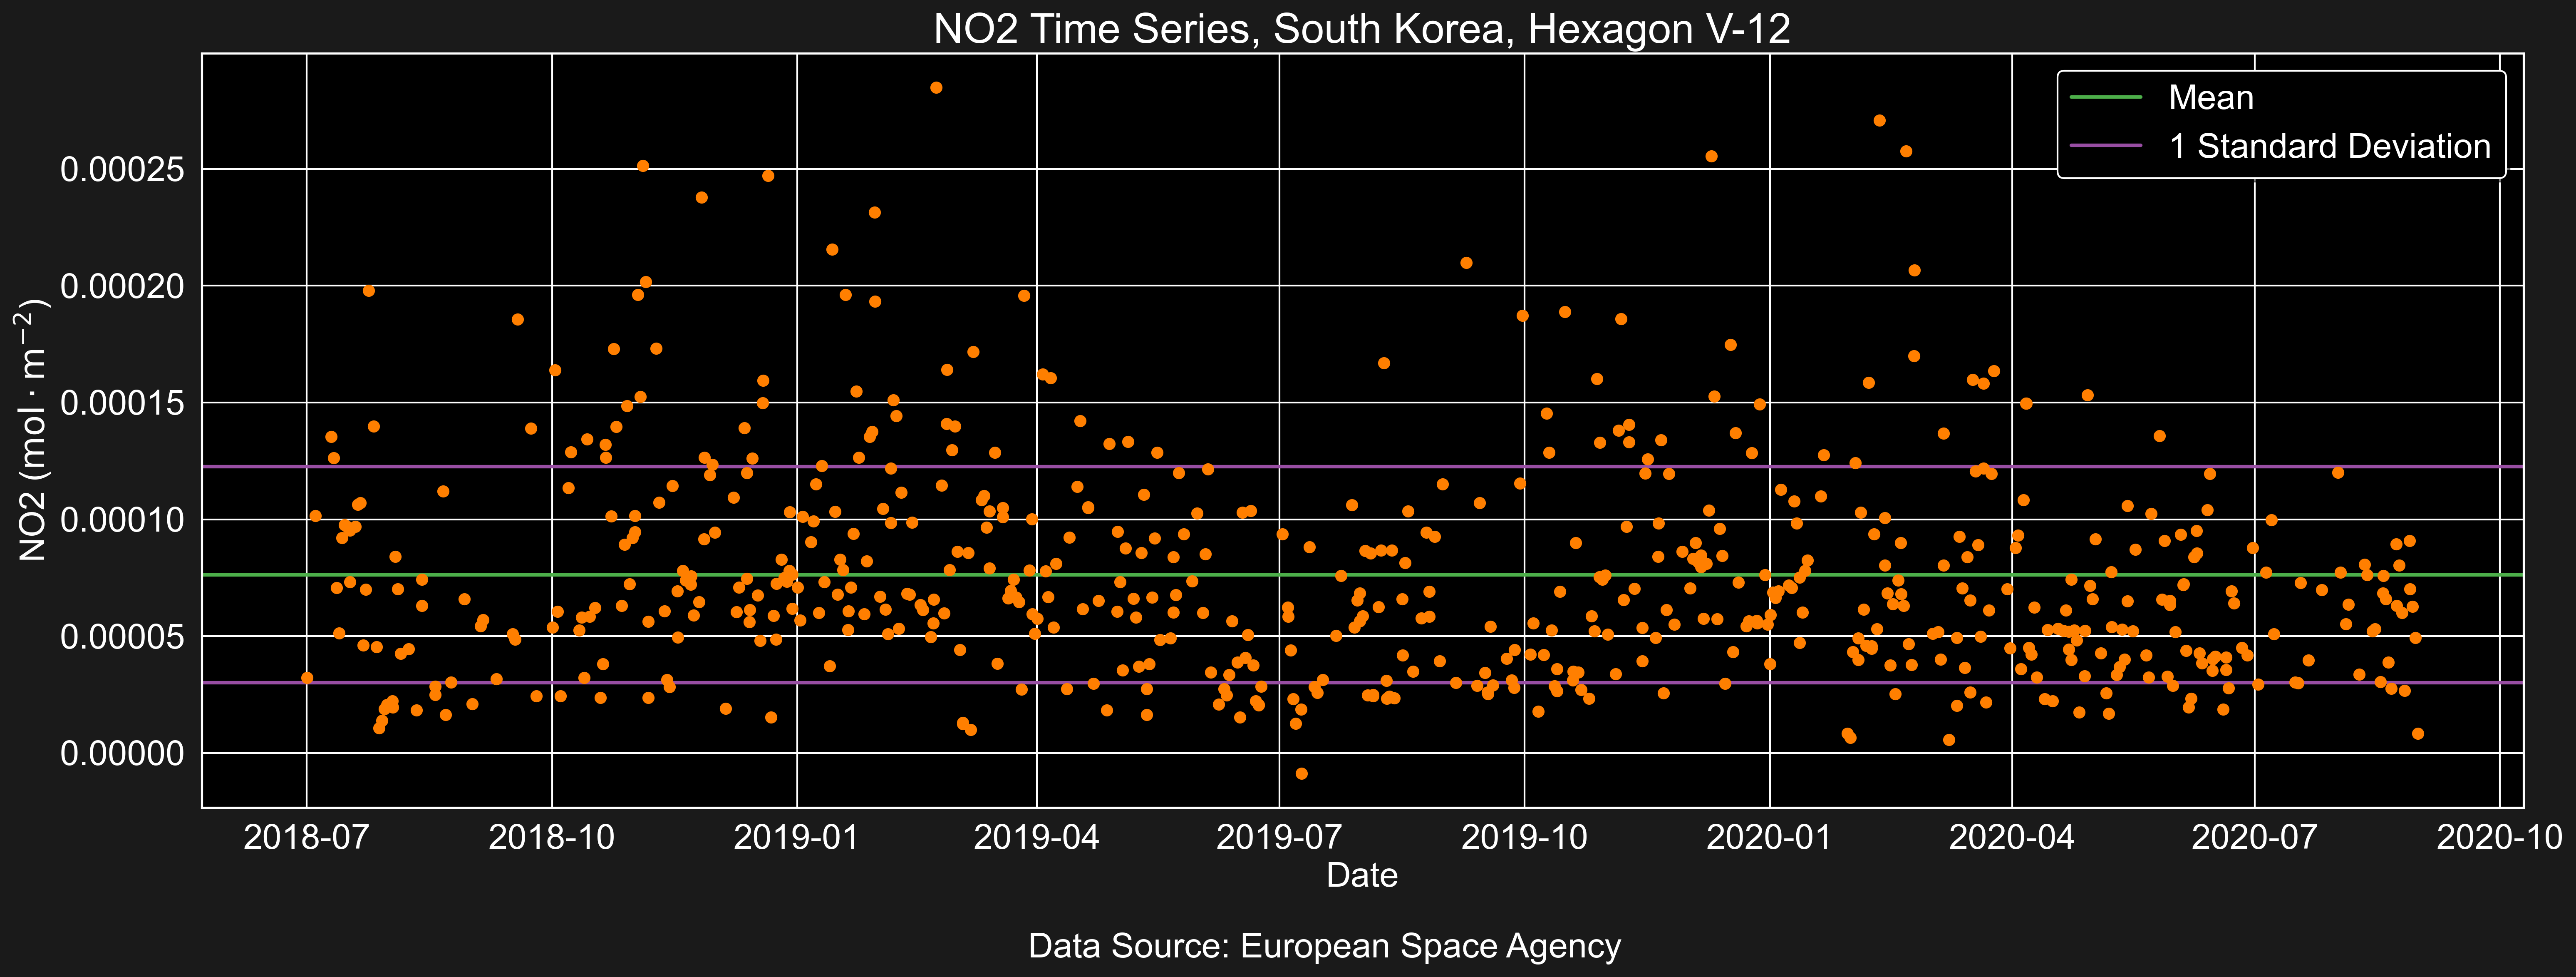 NO2 Time Series, South Korea, Hexagon V-12
Mean
1 Standard Deviation
NO2 (mol · m⁻²)
0.00025
0.00020
0.00015
0.00010
0.00005
0.00000
2018-07 2018-10 2019-01 2019-04 2019-07 2019-10 2020-01 2020-04 2020-07 2020-10
Date
Data Source: European Space Agency